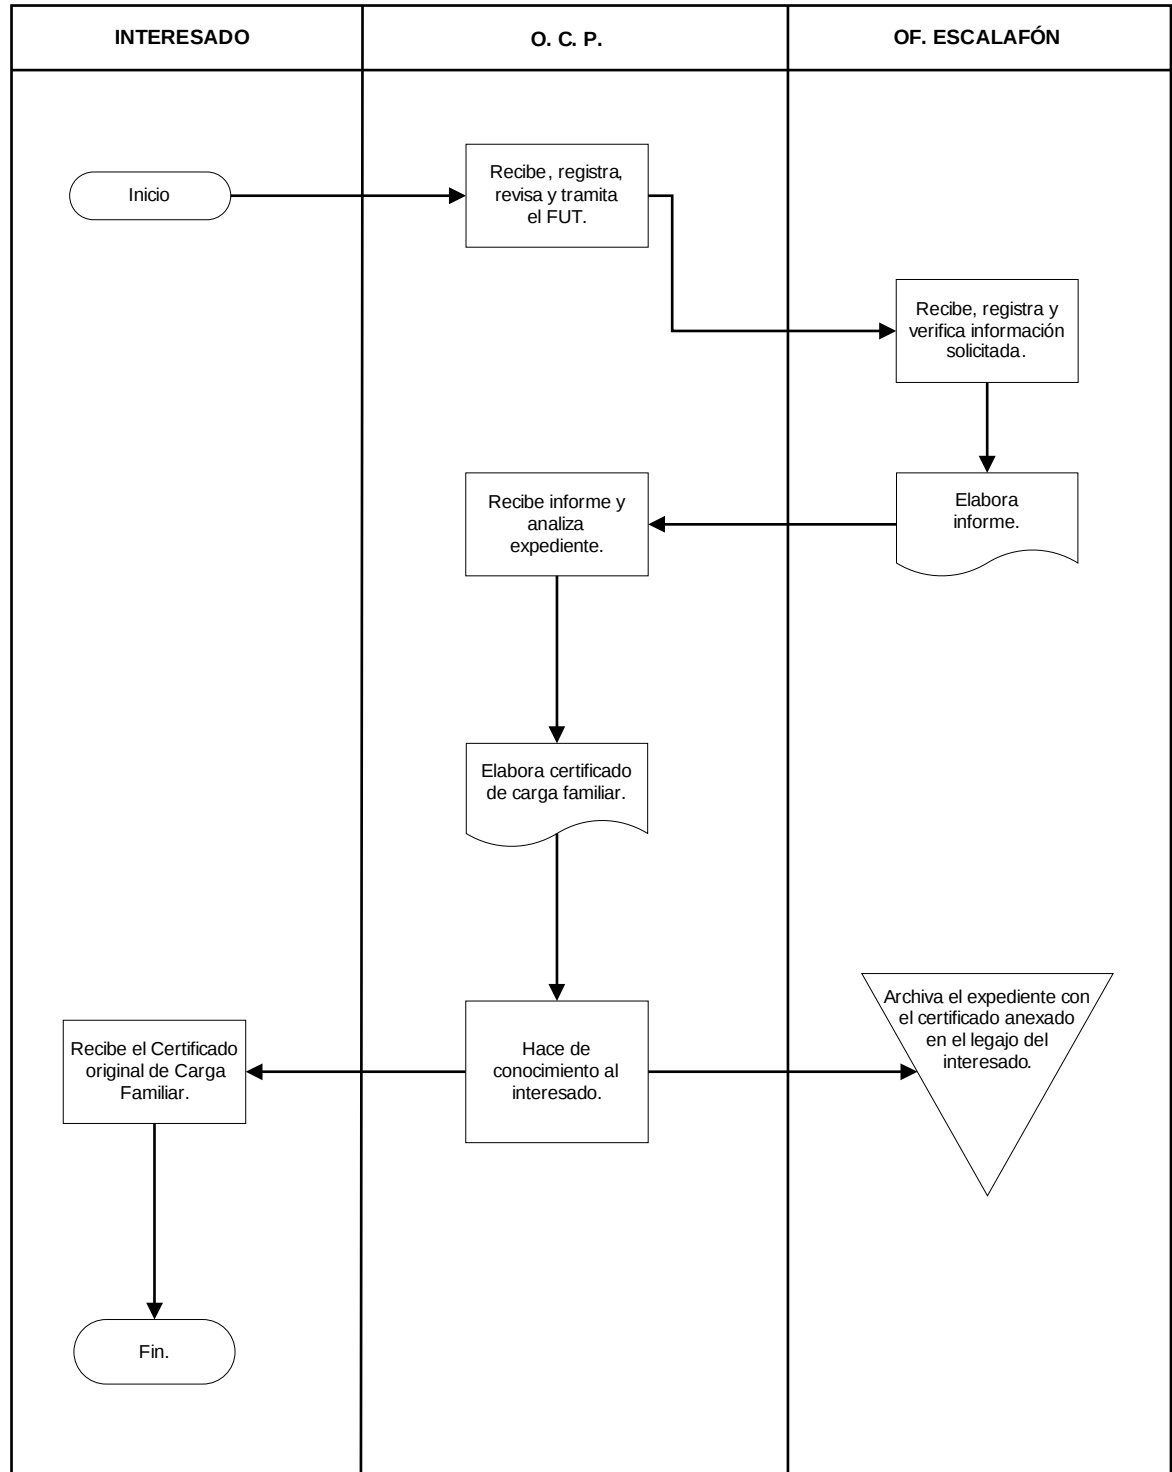 INTERESADO
O. C. P.
OF. ESCALAFÓN
Inicio
Recibe, registra,
revisa y tramita
el FUT.
Recibe, registra y
verifica información
solicitada.
Elabora
informe.
Recibe informe y
analiza
expediente.
Elabora certificado
de carga familiar.
Hace de
conocimiento al
interesado.
Recibe el Certificado
original de Carga
Familiar.
Archiva el expediente con
el certificado anexado
en el legajo del
interesado.
Fin.